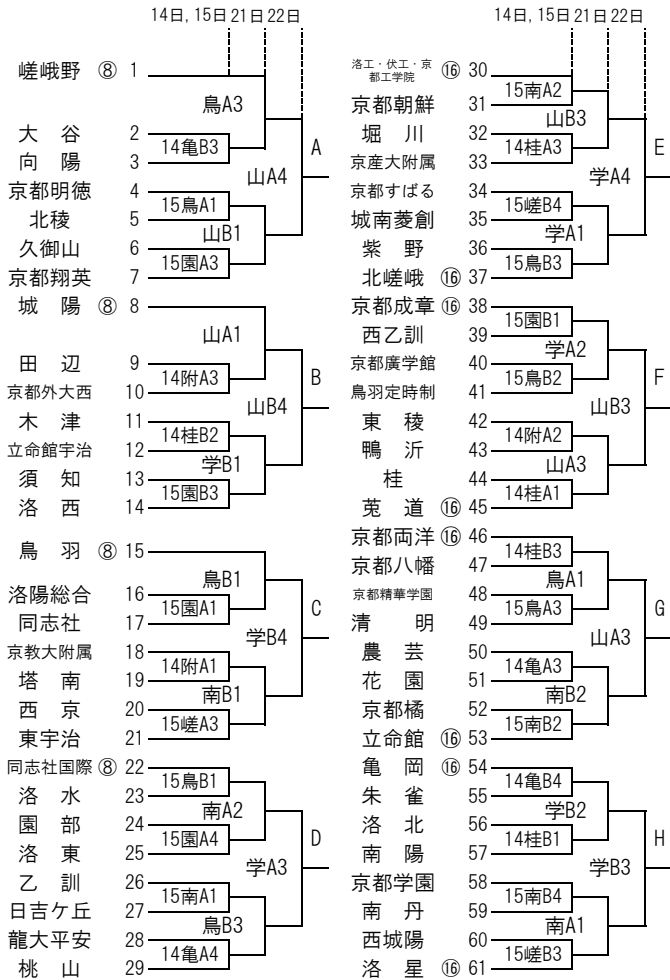 14日, 15日 21日 22日
嵯峨野 ⑧ 1
鳥A3
大谷 2
14亀B3
向陽 3
A
山A4
京都明徳 4
15鳥A1
北稜 5
山B1
久御山 6
15園A3
京都翔英 7
城陽 ⑧ 8
山A1
田辺 9
14附A3
京都外大西 10
B
山B4
木津 11
14桂B2
立命館宇治 12
学B1
須知 13
15園B3
洛西 14
鳥羽 ⑧ 15
鳥B1
洛陽総合 16
15園A1
同志社 17
C
学B4
京教大附属 18
14附A1
塔南 19
南B1
西京 20
15嵯A3
東宇治 21
同志社国際 ⑧ 22
15鳥B1
洛水 23
南A2
園部 24
15園A4
洛東 25
D
学A3
乙訓 26
15南A1
日吉ケ丘 27
鳥B3
龍大平安 28
14亀A4
桃山 29
14日, 15日 21日 22日
洛工・伏工・京
都工学院 ⑯ 30
15南A2
京都朝鮮 31
山B3
堀川 32
14桂A3
京産大附属 33
E
学A4
京都すばる 34
15嵯B4
城南菱創 35
学A1
紫野 36
15鳥B3
北嵯峨 ⑯ 37
京都成章 ⑯ 38
15園B1
西乙訓 39
学A2
京都廣学館 40
15鳥B2
鳥羽定時制 41
F
山B3
東稜 42
14附A2
鴨沂 43
山A3
桂 44
14桂A1
莵道 ⑯ 45
京都両洋 ⑯ 46
14桂B3
京都八幡 47
鳥A1
京都精華学園 48
15鳥A3
清明 49
G
山A3
農芸 50
14亀A3
花園 51
南B2
京都橘 52
15南B2
立命館 ⑯ 53
亀岡 ⑯ 54
14亀B4
朱雀 55
学B2
洛北 56
14桂B1
南陽 57
H
学B3
京都学園 58
15南B4
南丹 59
南A1
西城陽 60
15嵯B3
洛星 ⑯ 61